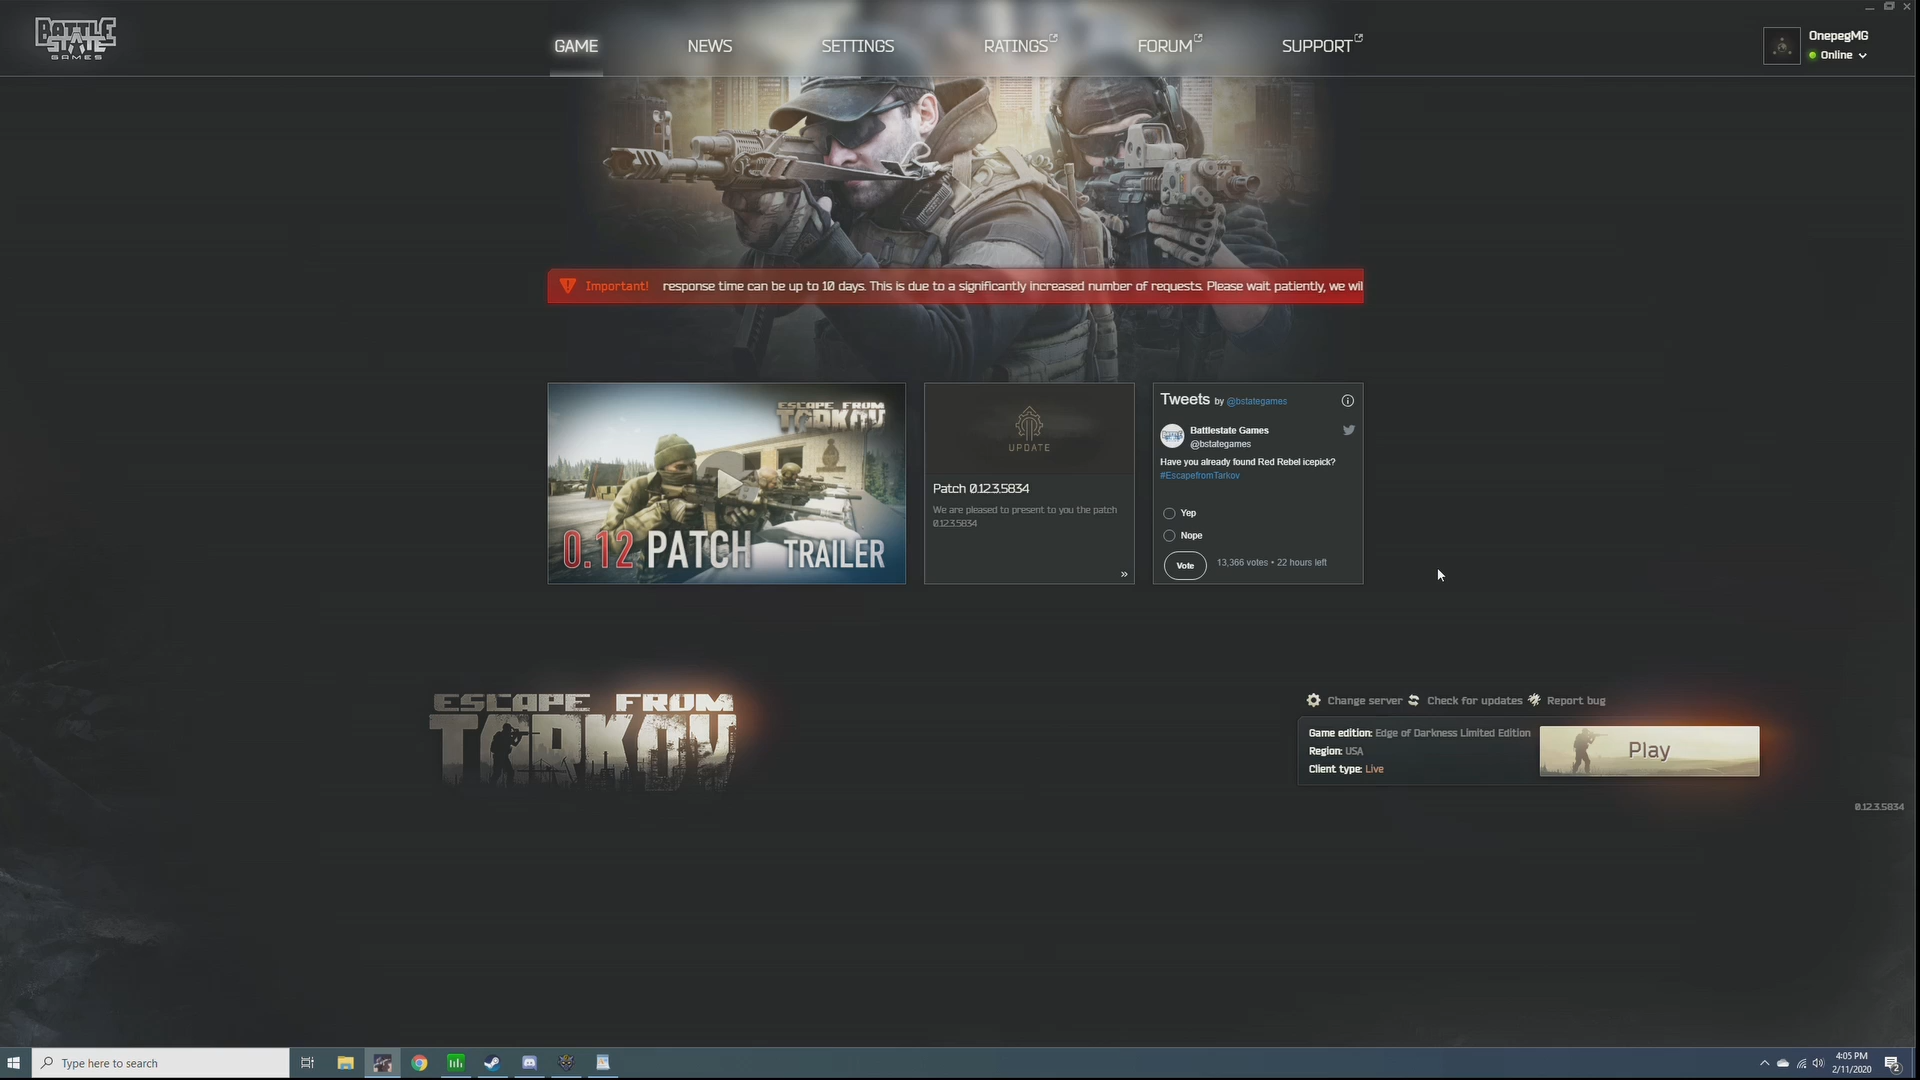 BATTLE
STATE
GAMES
GAME
NEWS
SETTINGS
RATINGS
FORUM
SUPPORT
OnepegMG
Online
Important! response time can be up to 10 days. This is due to a significantly increased number of requests. Please wait patiently, we wil
ESCAPE FROM
TARKOV
0.12 PATCH TRAILER
UPDATE
Patch 0.12.3.5834
We are pleased to present to you the patch
0.12.3.5834
»
Tweets by @bstategames
Battlestate Games
@bstategames
Have you already found Red Rebel icepick?
#EscapefromTarkov
Yep
Nope
Vote
13,366 votes • 22 hours left
ESCAPE FROM
TARKOV
Change server
Check for updates
Report bug
Game edition: Edge of Darkness Limited Edition
Region: USA
Client type: Live
Play
0.12.3.5834
Type here to search
4:05 PM
2/11/2020
2